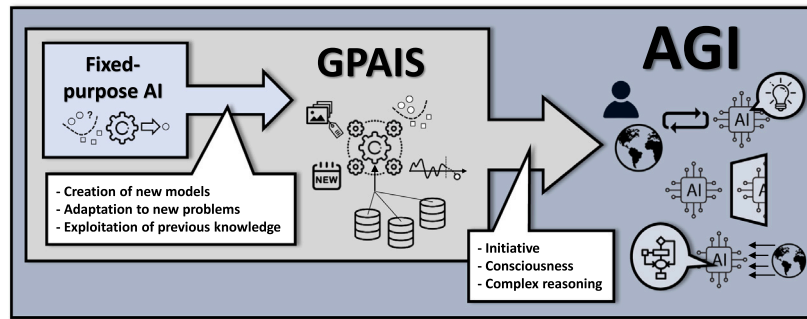 Fixed-
purpose AI
?
- Creation of new models
- Adaptation to new problems
- Exploitation of previous knowledge
GPAIS
NEW
- Initiative
- Consciousness
- Complex reasoning
AGI
AI
AI
A
AI